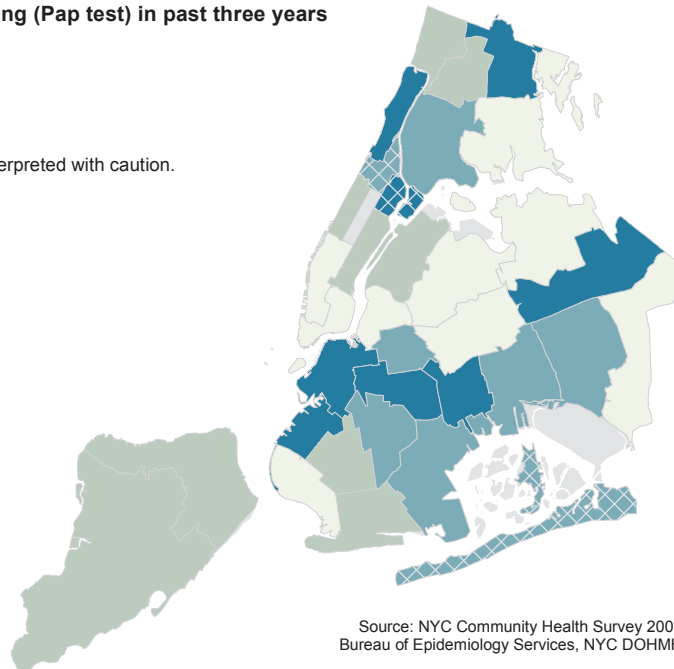 ng (Pap test) in past three years
erpreted with caution.
Source: NYC Community Health Survey 200
Bureau of Epidemiology Services, NYC DOHM